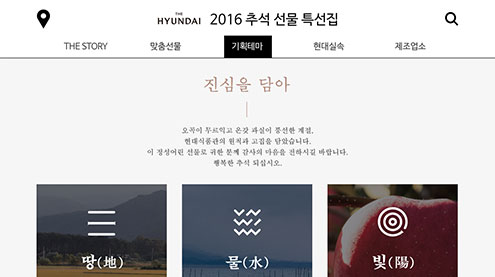 THE
HYUNDAI 2016 추석 선물 특선집
THE STORY 맞춤선물 기획테마 현대실속 제조업소
진심을 담아
오곡이 무르익고 온갖 과실이 풍선한 계절,
현대식품관의 원칙과 고집을 담았습니다.
이 정성어린 선물로 귀한 분께 감사의 마음을 전하시길 바랍니다.
행복한 추석 되십시오.
땅(地) 물(水) 빛(陽)